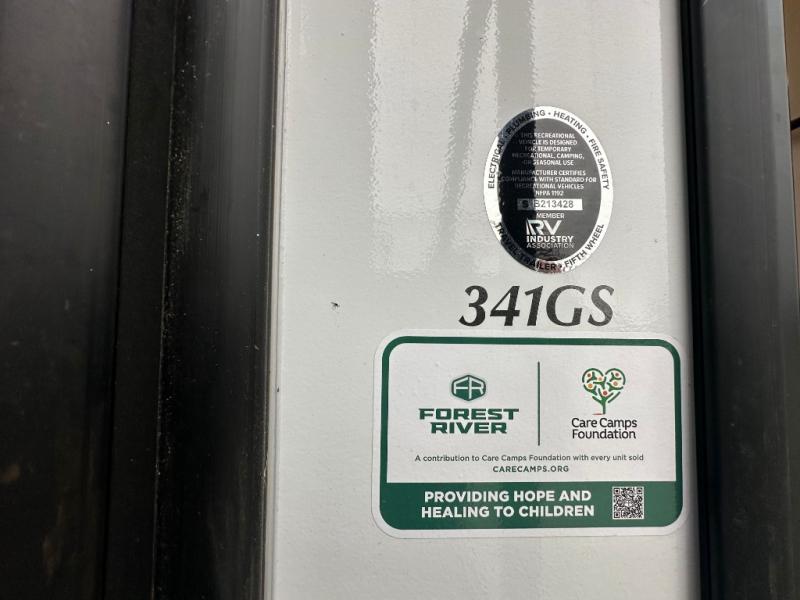 ELECTRICAL • PLUMBING • HEATING • FIRE SAFETY
THIS RECREATIONAL
VEHICLE IS DESIGNED
FOR TEMPORARY
RECREATIONAL, CAMPING,
OR SEASONAL USE
MANUFACTURER CERTIFIES
COMPLIANCE WITH STANDARD FOR
RECREATIONAL VEHICLES
NFPA 1192
MEMBER
RV
INDUSTRY
ASSOCIATION
TRAVEL TRAILER • FIFTH WHEEL
341GS
FR
FOREST
RIVER
Care Camps
Foundation
A contribution to Care Camps Foundation with every unit sold
CARECAMPS.ORG
PROVIDING HOPE AND
HEALING TO CHILDREN